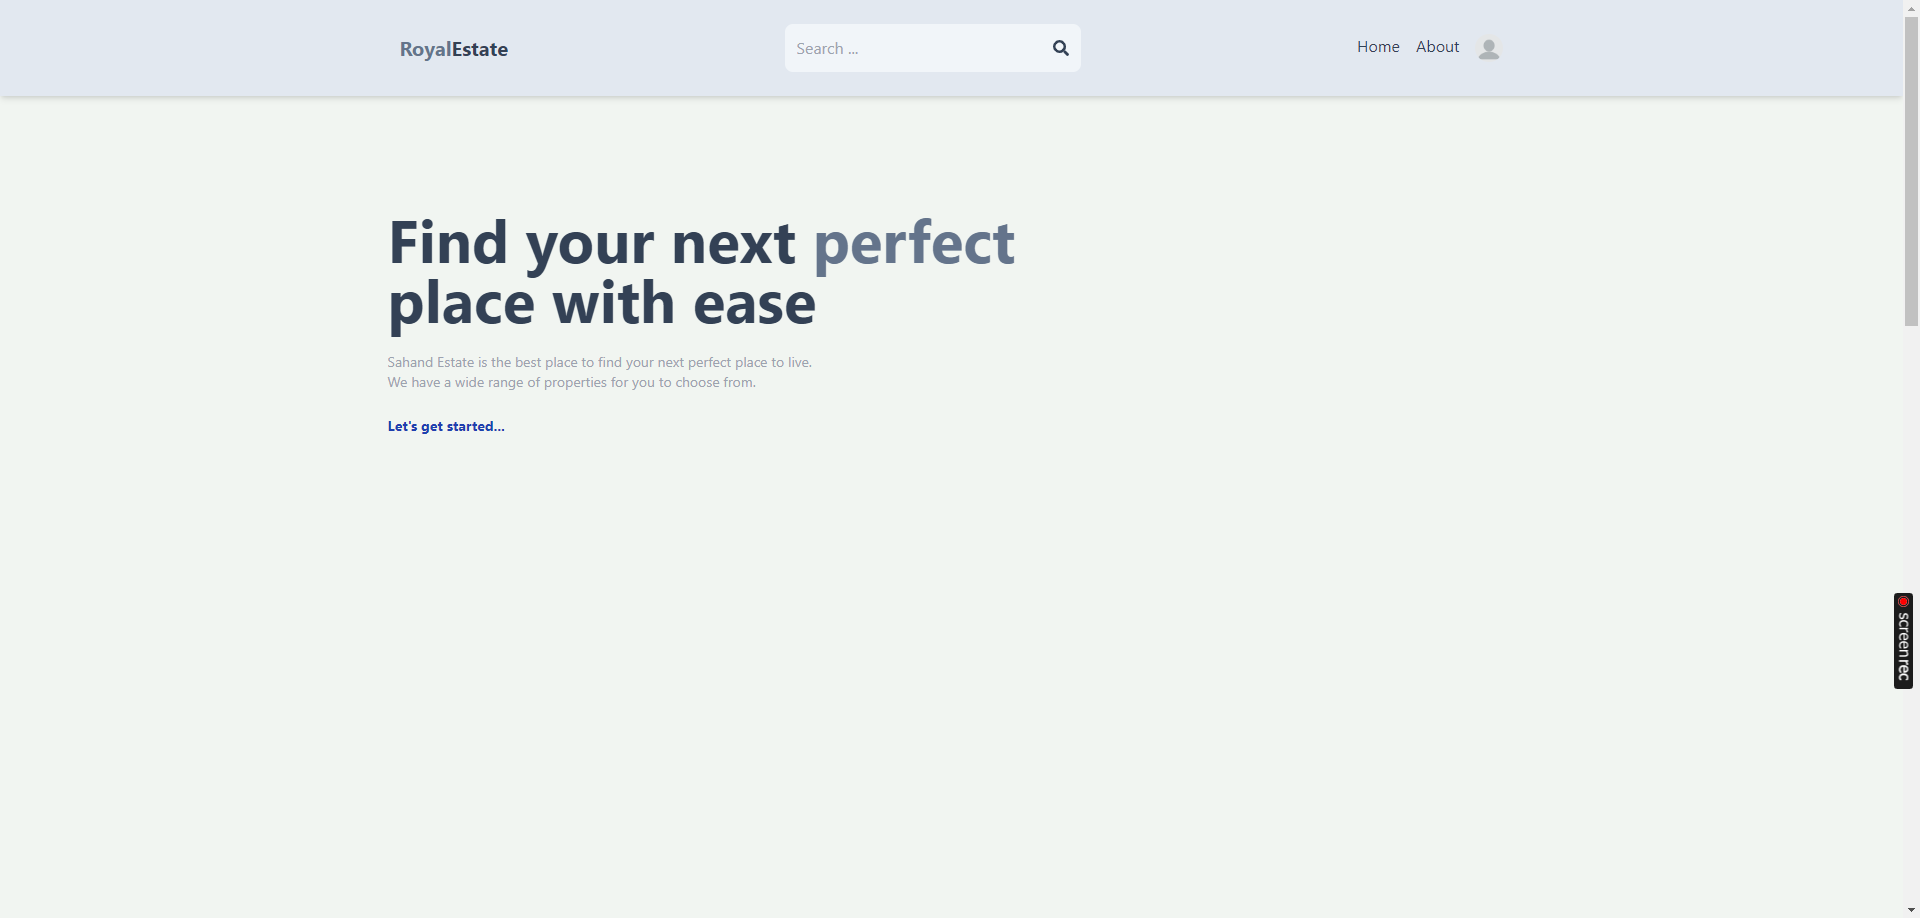 RoyalEstate
Search ...
Home About
Find your next perfect
place with ease
Sahand Estate is the best place to find your next perfect place to live.
We have a wide range of properties for you to choose from.
Let's get started...
screenrec